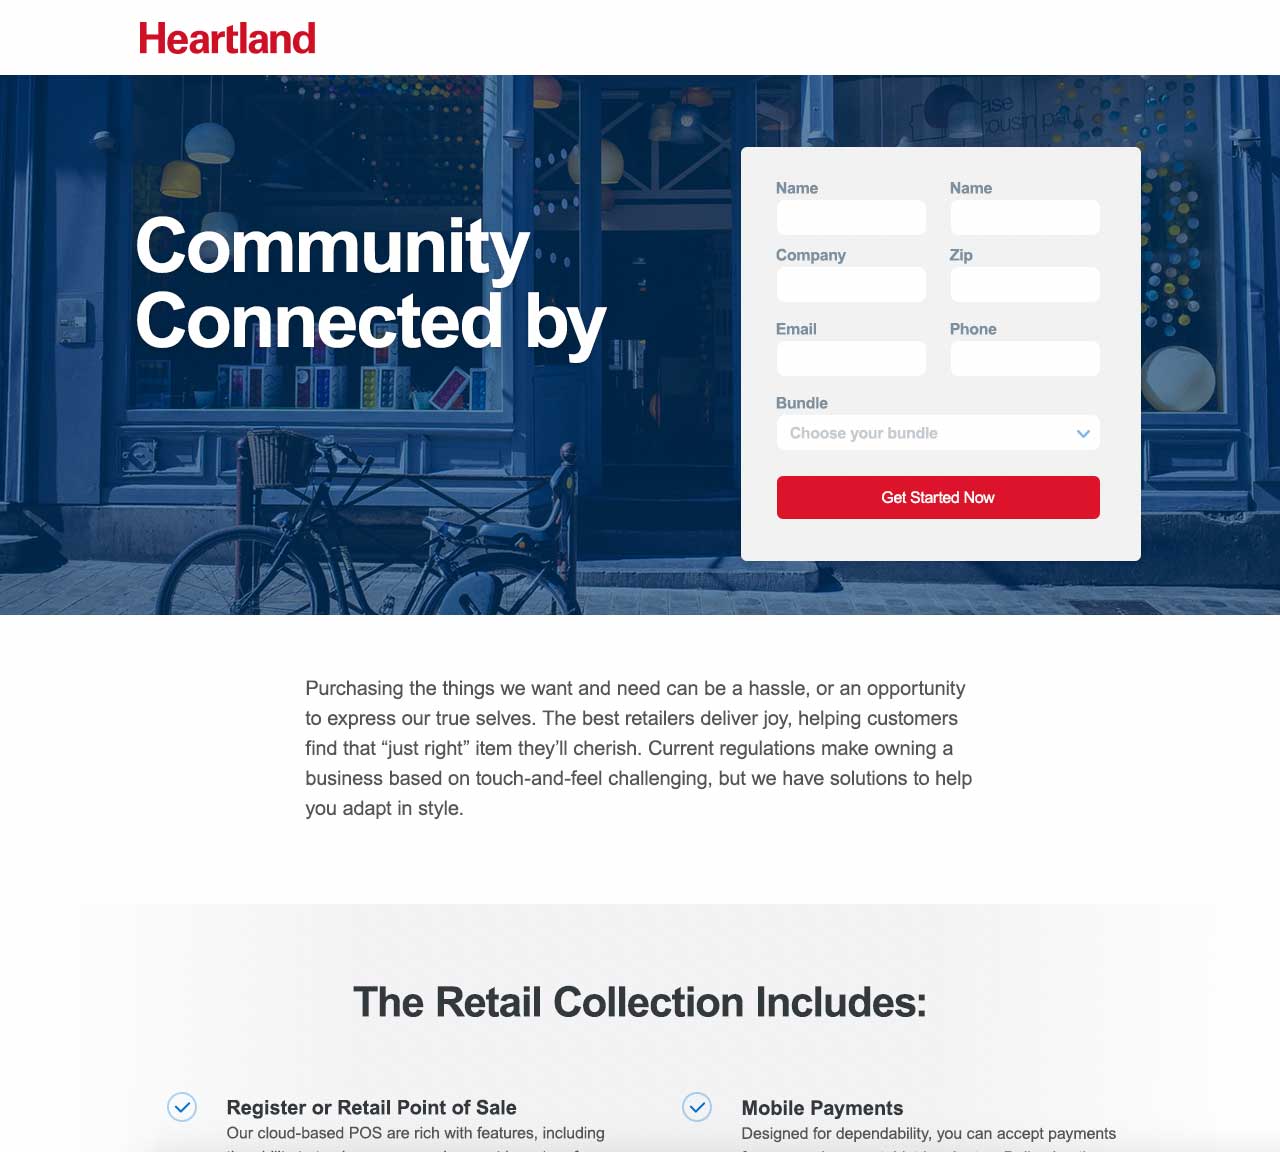 Heartland
Community
Connected by
Name
Name
Company
Zip
Email
Phone
Bundle
Choose your bundle
Get Started Now
Purchasing the things we want and need can be a hassle, or an opportunity
to express our true selves. The best retailers deliver joy, helping customers
find that “just right” item they’ll cherish. Current regulations make owning a
business based on touch-and-feel challenging, but we have solutions to help
you adapt in style.
The Retail Collection Includes:
Register or Retail Point of Sale
Our cloud-based POS are rich with features, including
Mobile Payments
Designed for dependability, you can accept payments